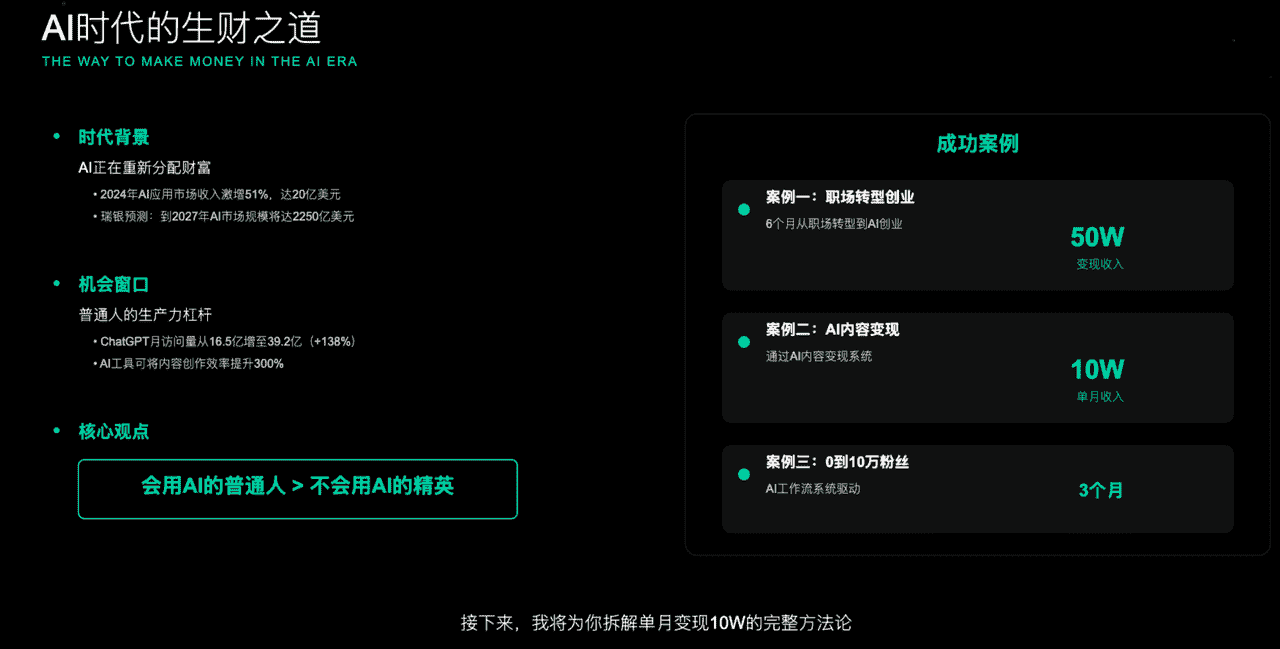 AI时代的生财之道
THE WAY TO MAKE MONEY IN THE AI ERA
• 时代背景
AI正在重新分配财富
• 2024年AI应用市场收入激增51%，达20亿美元
• 瑞银预测：到2027年AI市场规模将达2250亿美元
• 机会窗口
普通人的生产力杠杆
• ChatGPT月访问量从16.5亿增至39.2亿（+138%）
• AI工具可将内容创作效率提升300%
• 核心观点
会用AI的普通人 > 不会用AI的精英
成功案例
案例一：职场转型创业
6个月从职场转型到AI创业
50W
变现收入
案例二：AI内容变现
通过AI内容变现系统
10W
单月收入
案例三：0到10万粉丝
AI工作流系统驱动
3个月
接下来，我将为你拆解单月变现10W的完整方法论